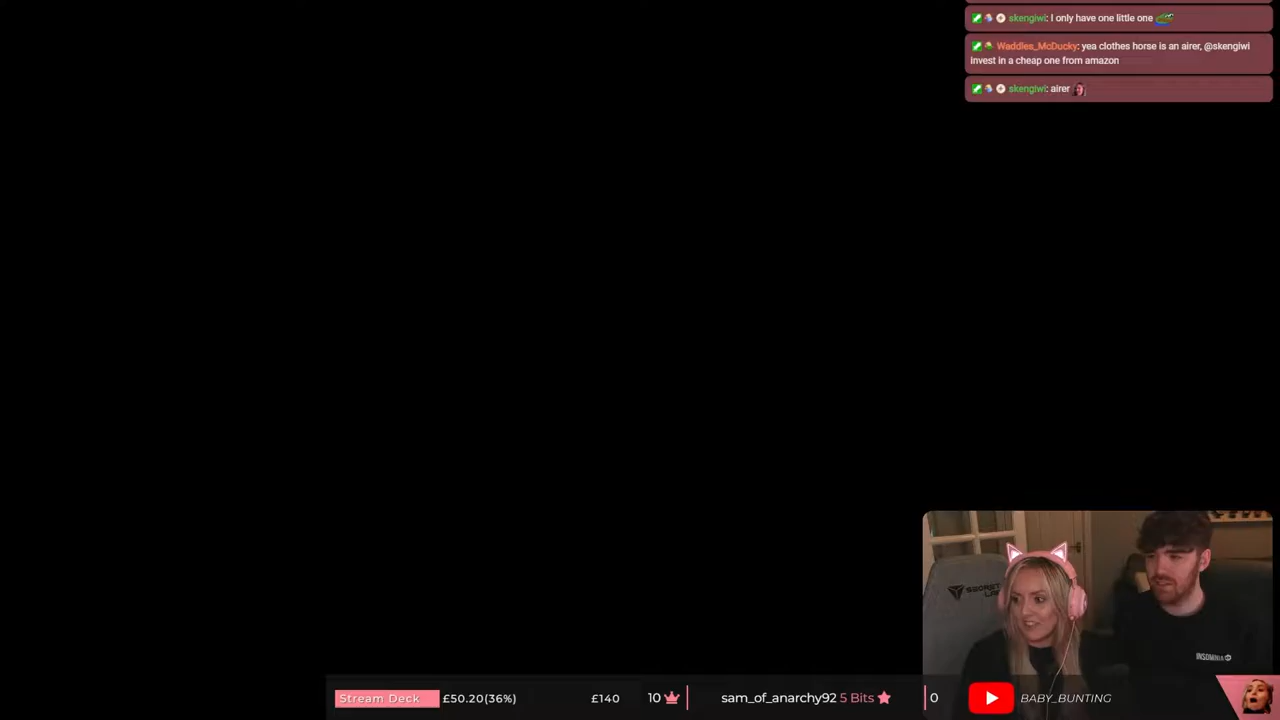 skengiwi: I only have one little one
Waddles_McDucky: yea clothes horse is an airer, @skengiwi
invest in a cheap one from amazon
skengiwi: airer
INSOMNIA
Stream Deck £50.20(36%) £140 10 sam_of_anarchy92 5 Bits 0 BABY_BUNTING